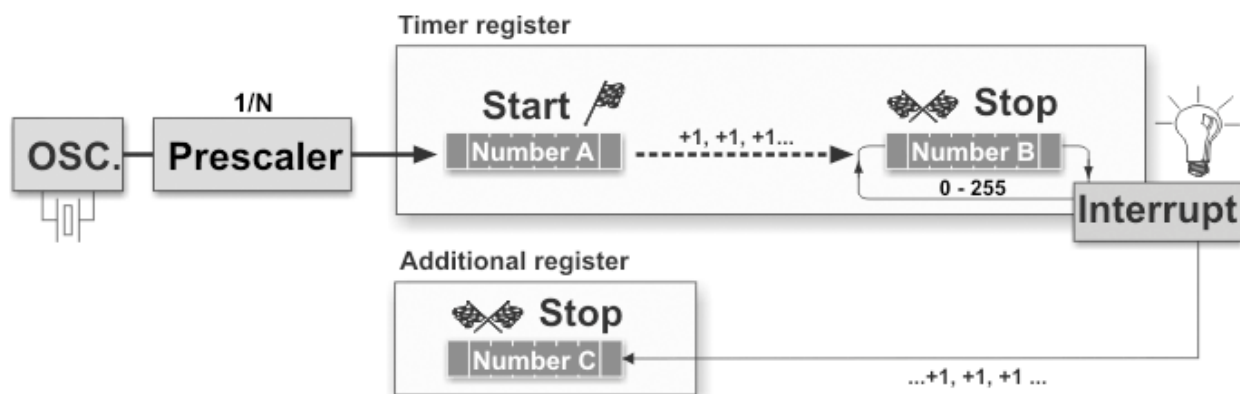 Timer register
1/N
Start
Stop
OSC.
Prescaler
Number A
+1, +1, +1...
Number B
0 - 255
Interrupt
Additional register
Stop
Number C
...+1, +1, +1 ...